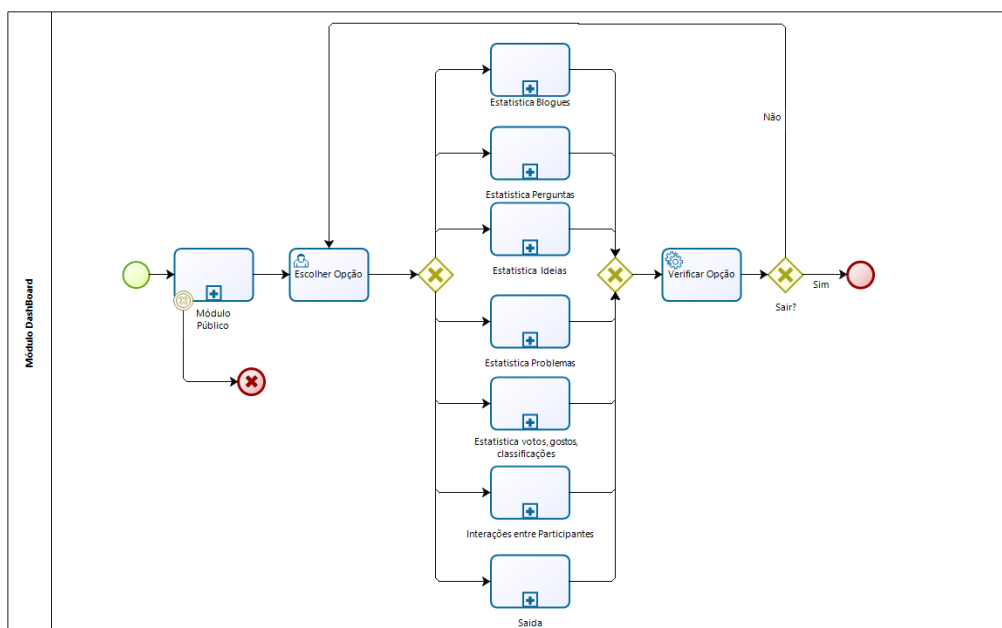 Módulo DashBoard
Módulo
Público
Escolher Opção
Estatistica Blogues
Estatistica Perguntas
Estatistica Ideias
Estatistica Problemas
Estatistica votos, gostos,
classificações
Interações entre Participantes
Saida
Verificar Opção
Sair?
Não
Sim